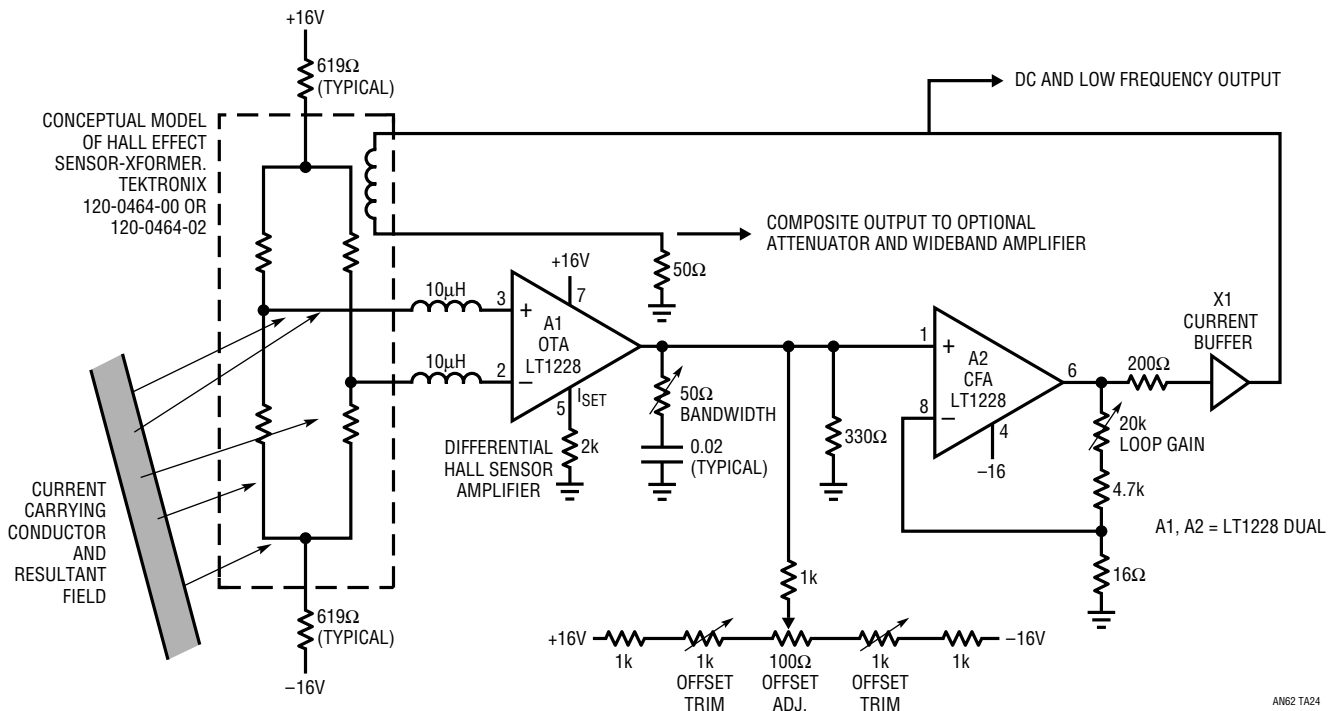 +16V
619Ω
(TYPICAL)
DC AND LOW FREQUENCY OUTPUT
CONCEPTUAL MODEL
OF HALL EFFECT
SENSOR-XFORMER.
TEKTRONIX
120-0464-00 OR
120-0464-02
COMPOSITE OUTPUT TO OPTIONAL
ATTENUATOR AND WIDEBAND AMPLIFIER
50Ω
+16V
7
10µH
3
+
A1
OTA
LT1228
10µH
2
−
5
ISET
2k
DIFFERENTIAL
HALL SENSOR
AMPLIFIER
50Ω
BANDWIDTH
0.02
(TYPICAL)
330Ω
1
+
A2
CFA
LT1228
8
−
4
−16
6
200Ω
X1
CURRENT
BUFFER
20k
LOOP GAIN
4.7k
16Ω
A1, A2 = LT1228 DUAL
CURRENT
CARRYING
CONDUCTOR
AND
RESULTANT
FIELD
619Ω
(TYPICAL)
−16V
1k
+16V
1k
1k
OFFSET
TRIM
100Ω
OFFSET
ADJ.
1k
OFFSET
TRIM
1k
−16V
AN62 TA24